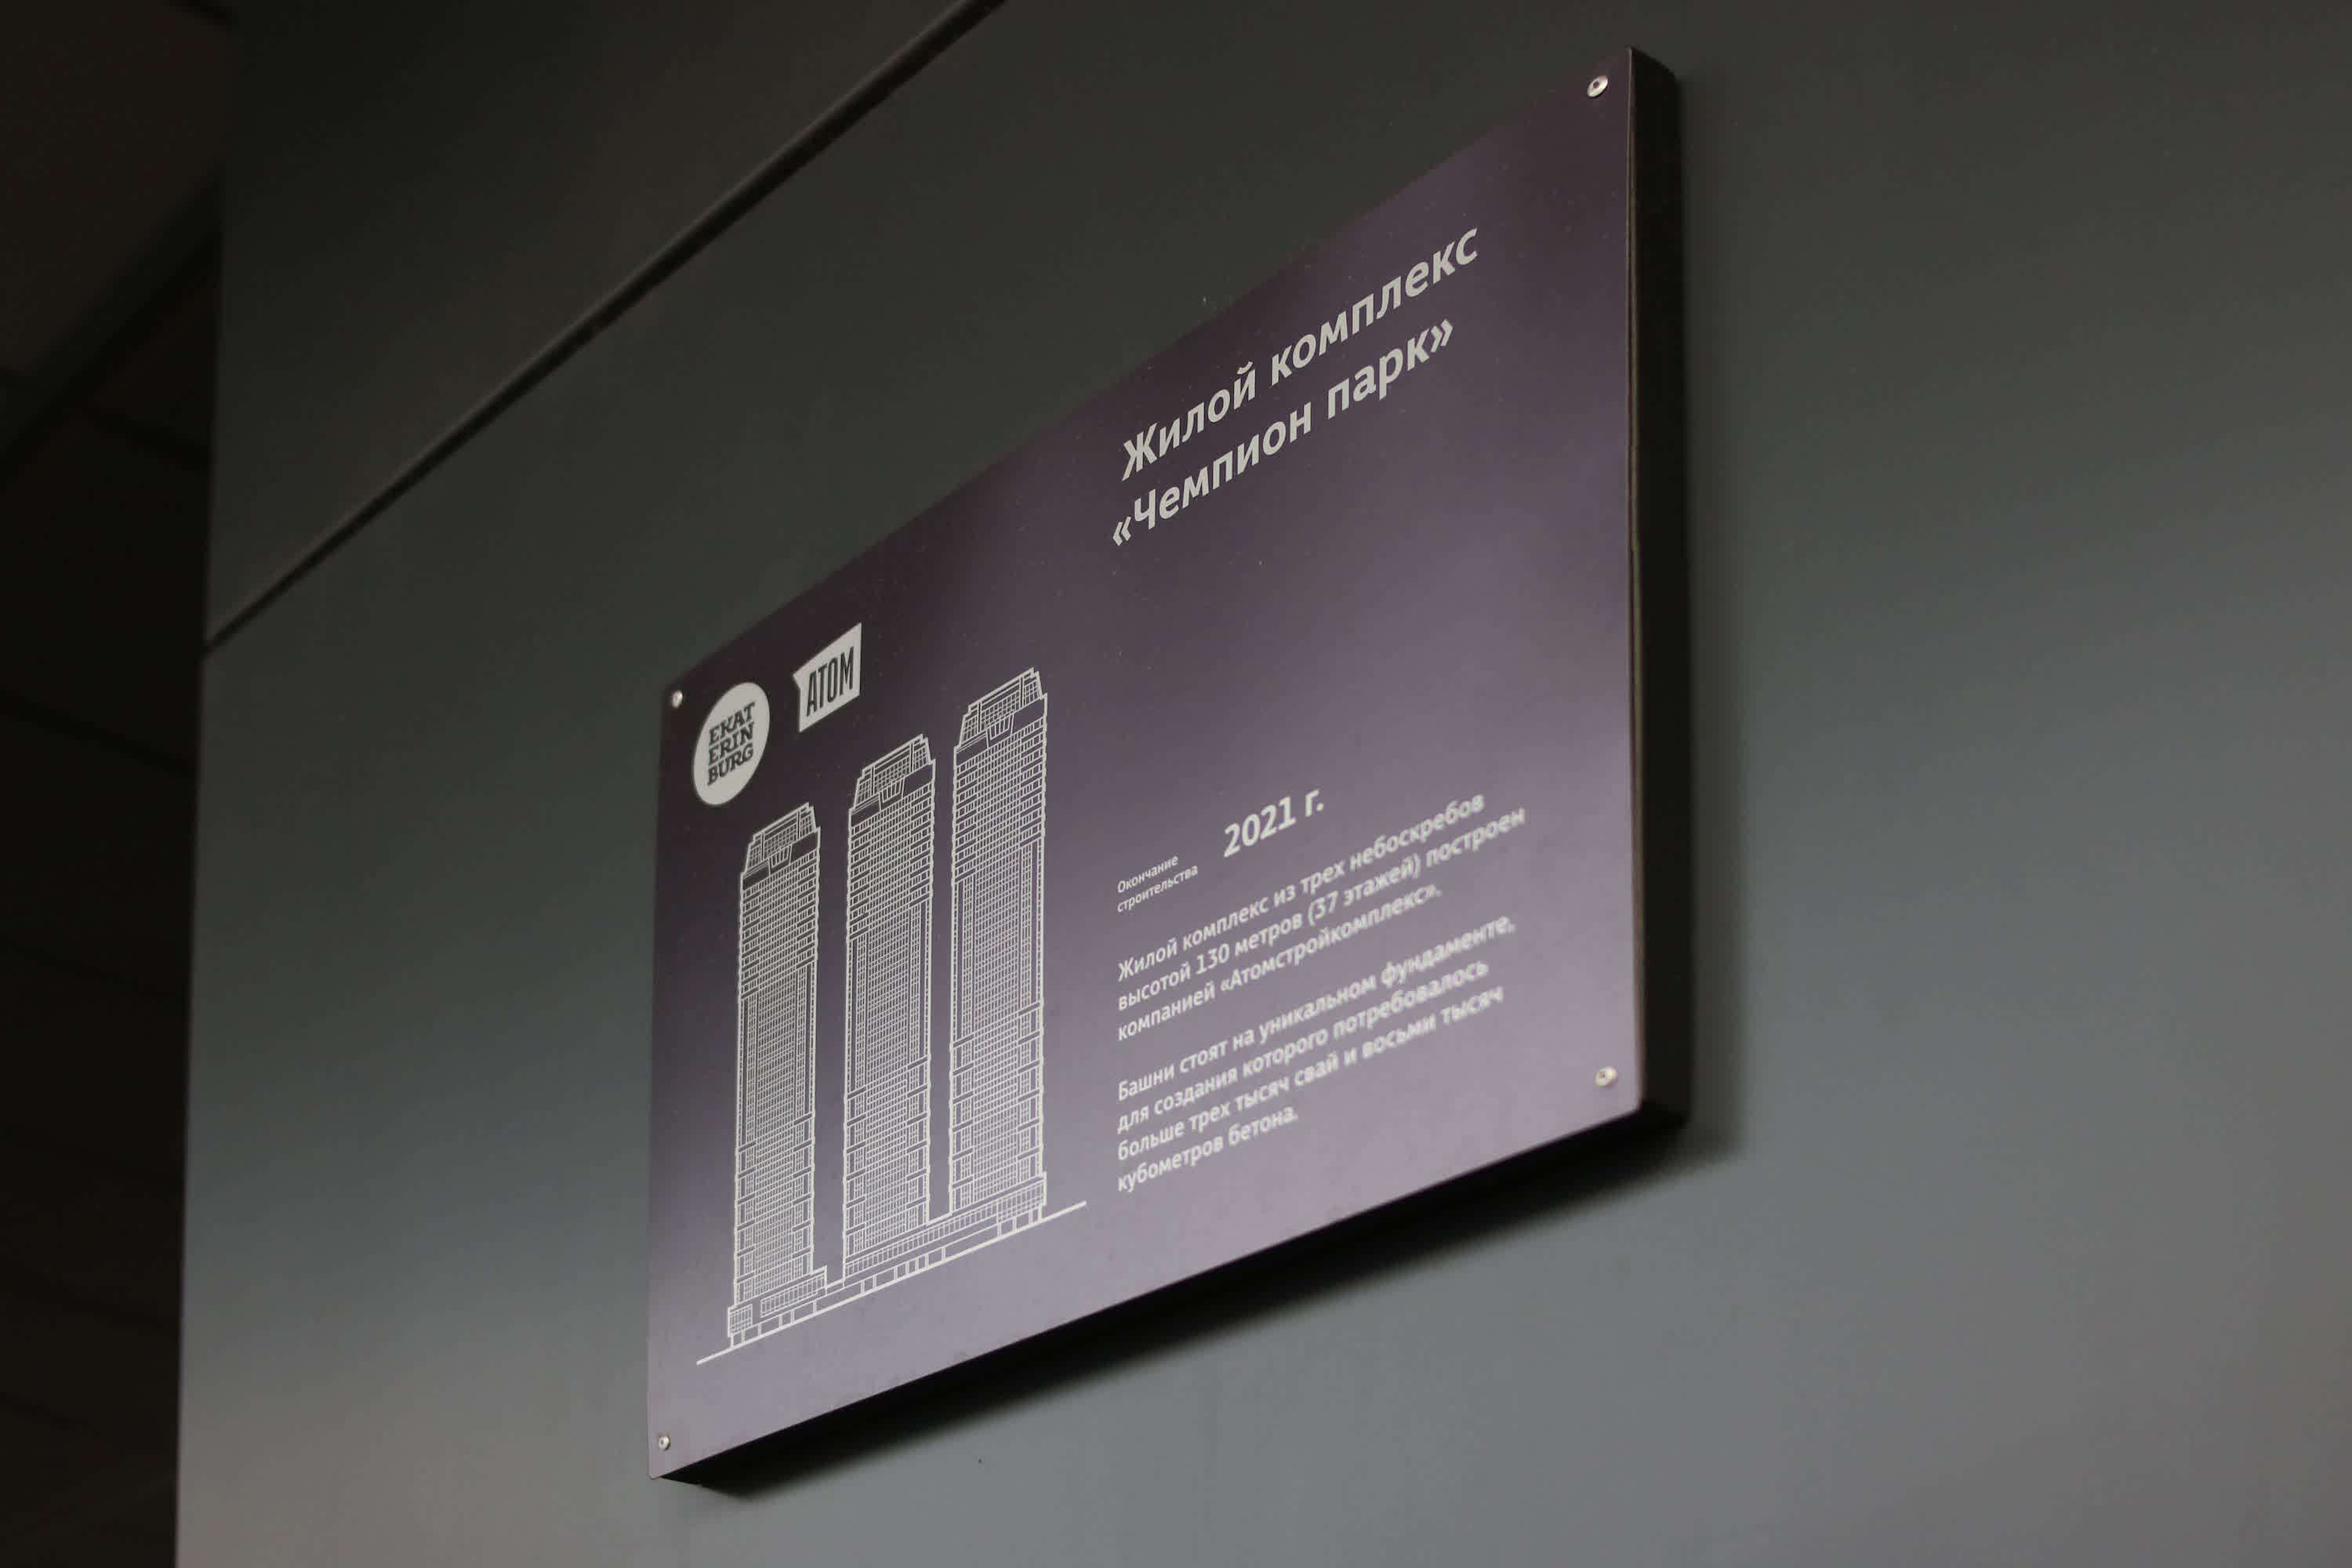 Жилой комплекс
«Чемпион парк»
EKAT
ERIN
BURG
АТОМ
Окончание
строительства
2021 г.
Жилой комплекс из трех небоскребов
высотой 130 метров (37 этажей) построен
компанией «Атомстройкомплекс».
Башни стоят на уникальном фундаменте,
для создания которого потребовалось
больше трех тысяч свай и восьми тысяч
кубометров бетона.